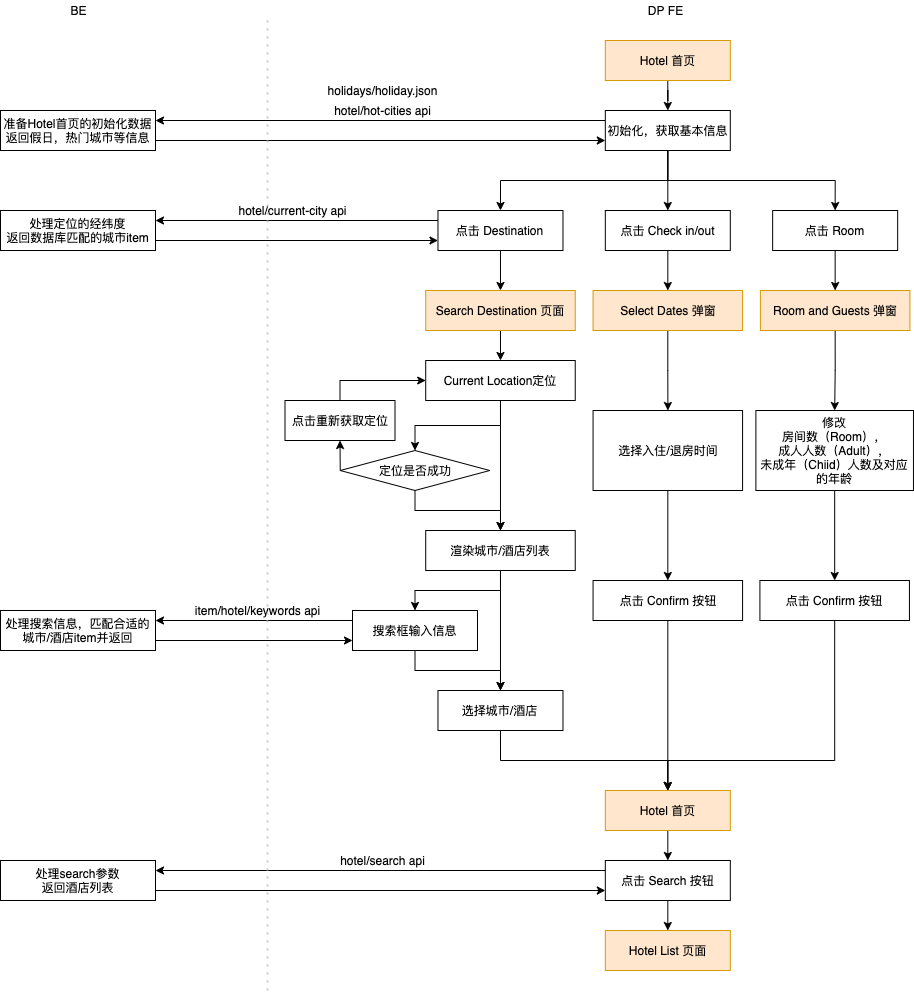 BE
DP FE
Hotel 首页
holidays/holiday.json
hotel/hot-cities api
准备Hotel首页的初始化数据
返回假日，热门城市等信息
初始化，获取基本信息
hotel/current-city api
处理定位的经纬度
返回数据库匹配的城市item
点击 Destination
点击 Check in/out
点击 Room
Search Destination 页面
Select Dates 弹窗
Room and Guests 弹窗
Current Location定位
点击重新获取定位
定位是否成功
选择入住/退房时间
修改
房间数（Room），
成人人数（Adult），
未成年（Chiid）人数及对应
的年龄
渲染城市/酒店列表
点击 Confirm 按钮
点击 Confirm 按钮
item/hotel/keywords api
处理搜索信息，匹配合适的
城市/酒店item并返回
搜索框输入信息
选择城市/酒店
Hotel 首页
hotel/search api
处理search参数
返回酒店列表
点击 Search 按钮
Hotel List 页面